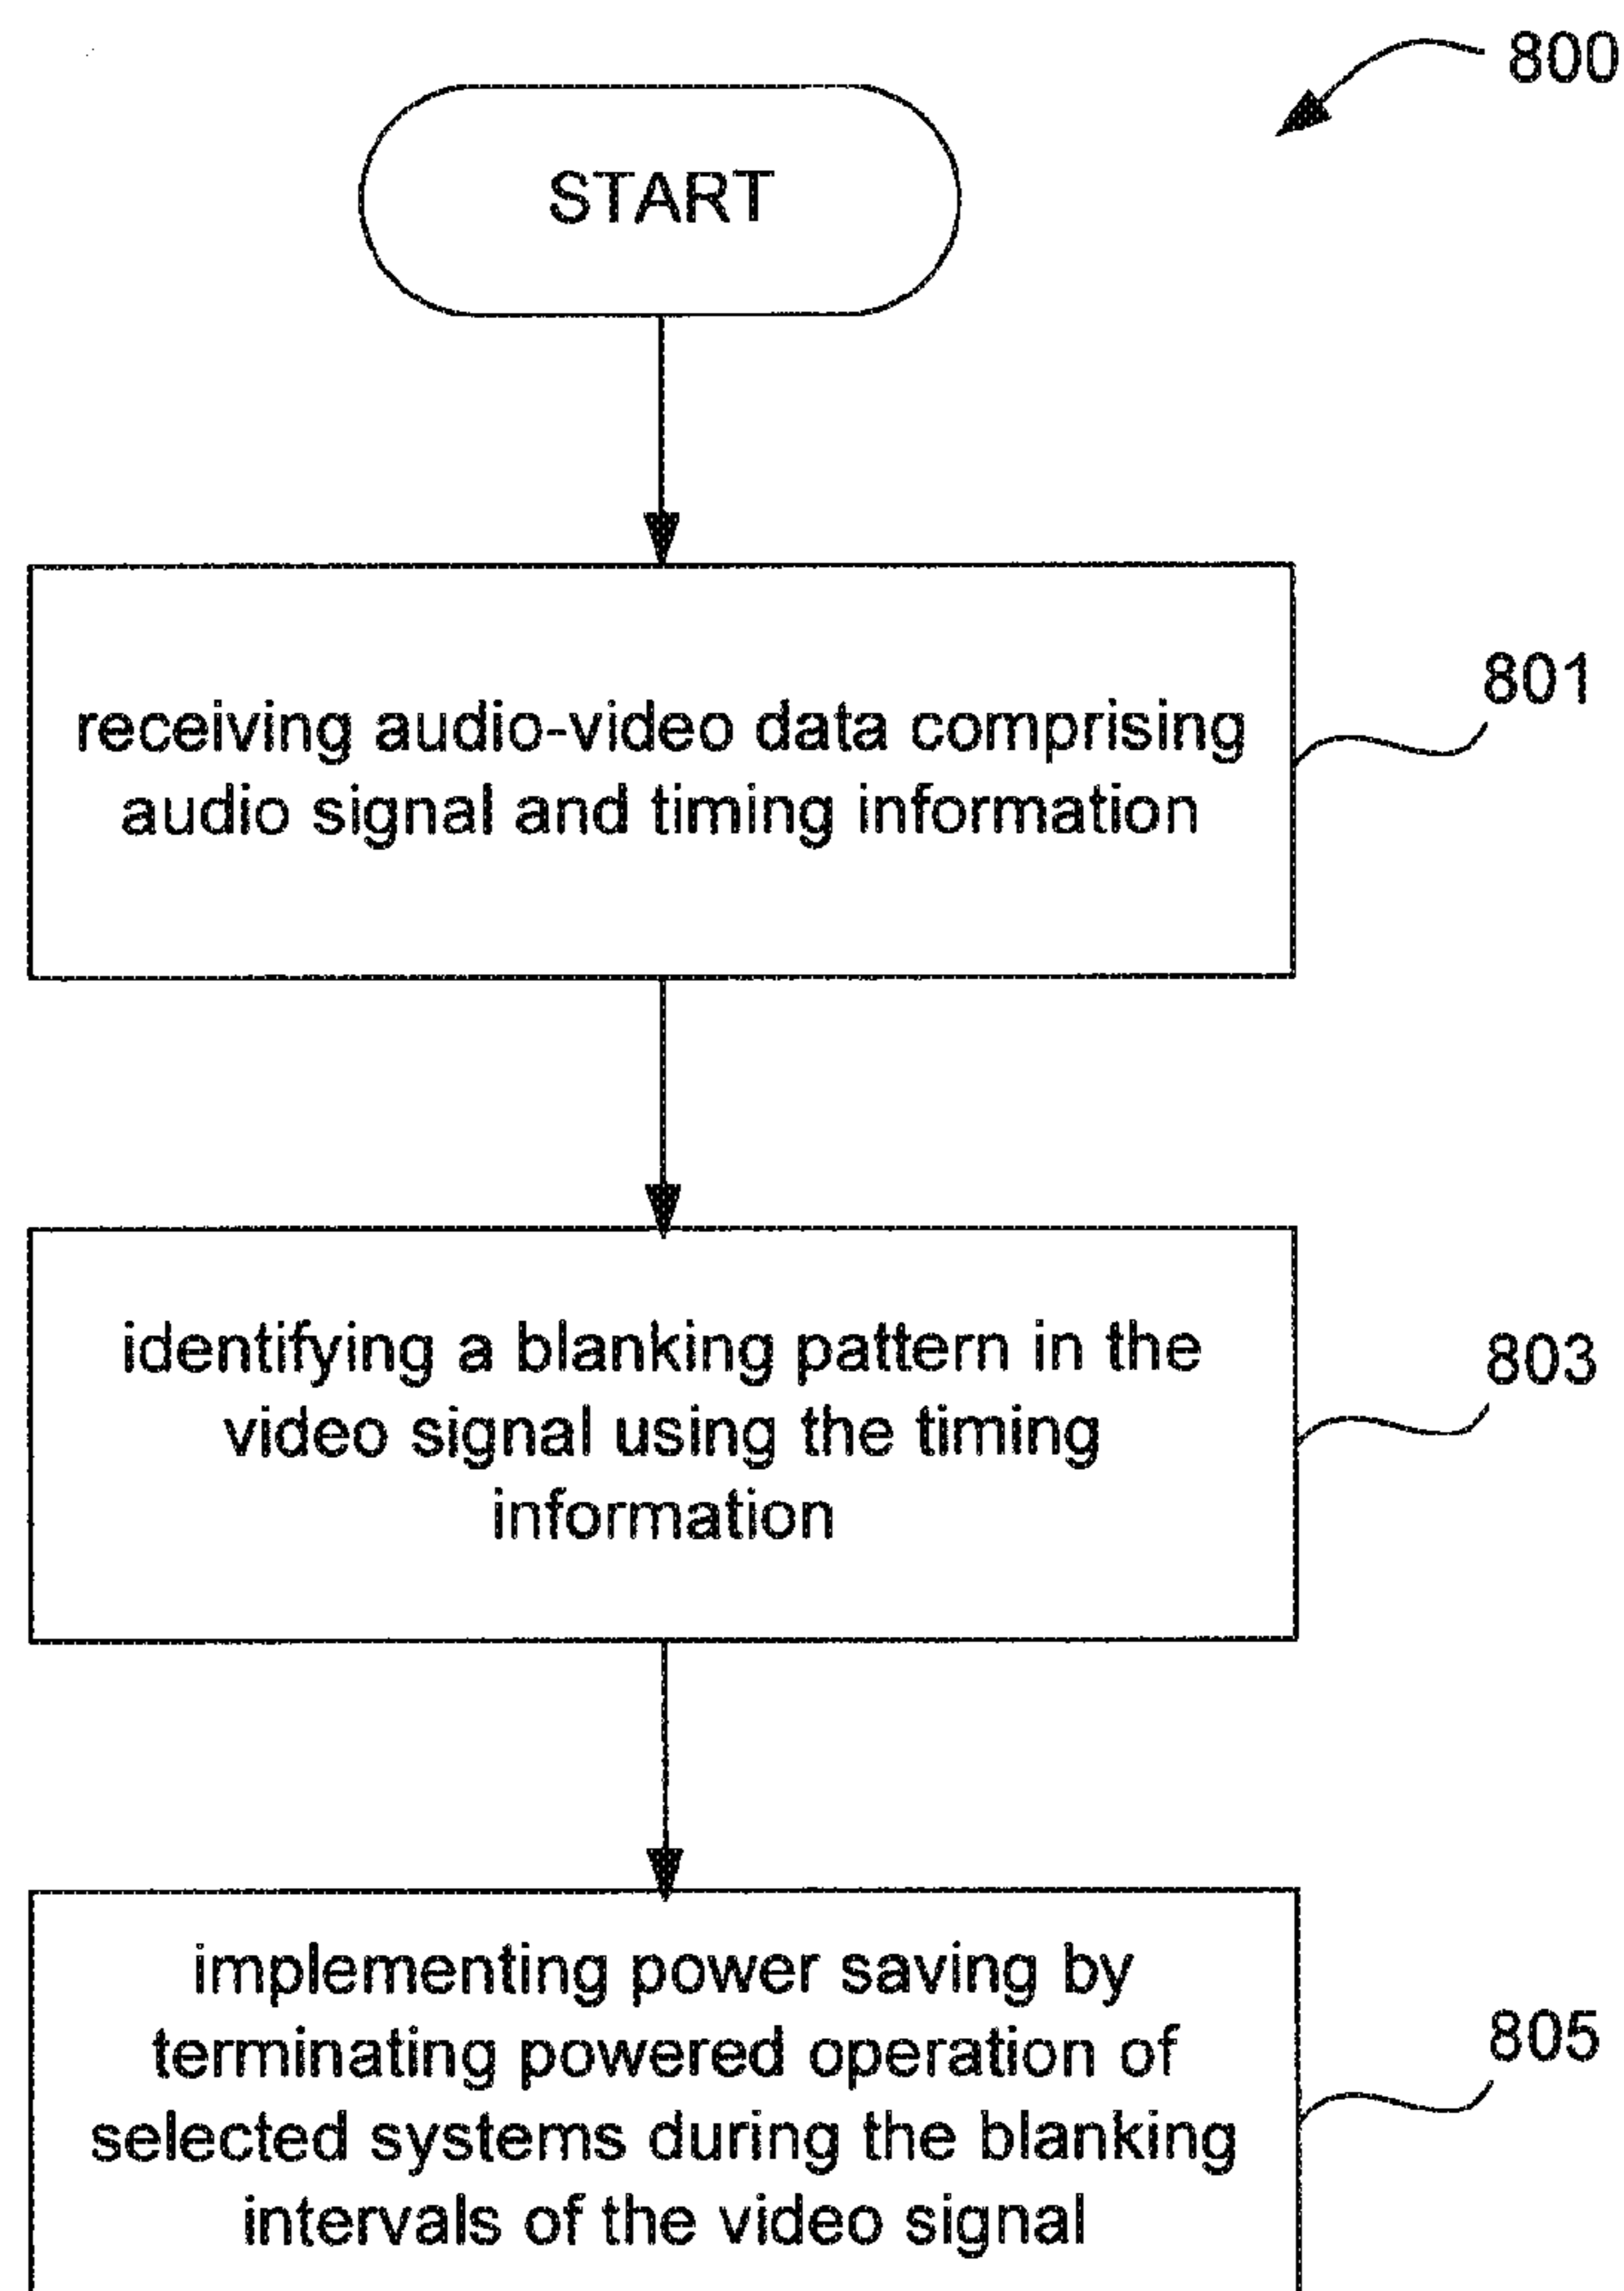 800
START
receiving audio-video data comprising
audio signal and timing information
801
identifying a blanking pattern in the
video signal using the timing
information
803
implementing power saving by
terminating powered operation of
selected systems during the blanking
intervals of the video signal
805